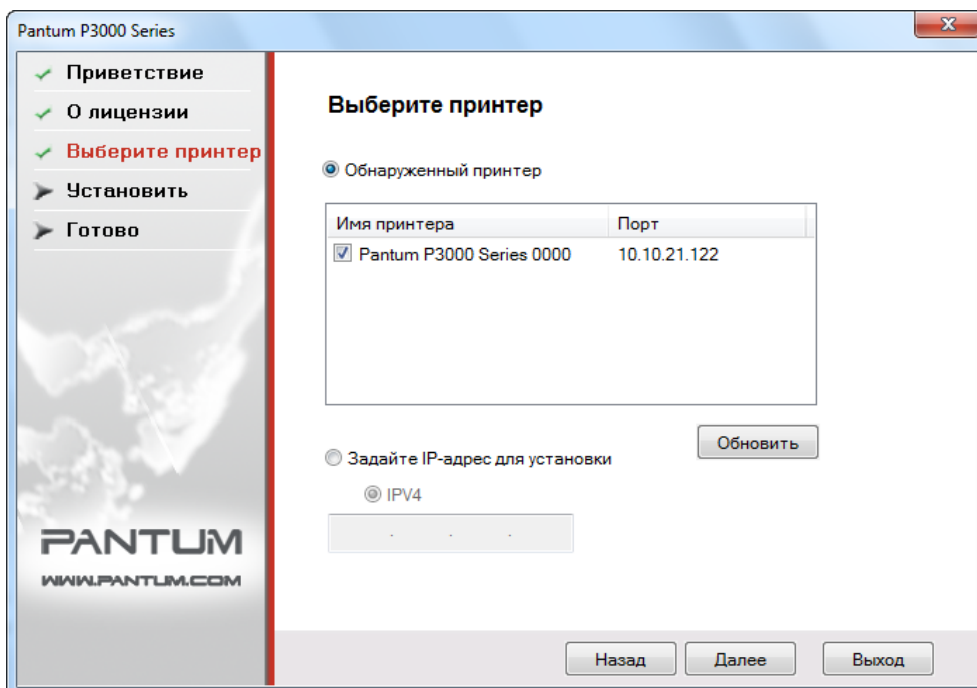 Pantum P3000 Series
Приветствие
О лицензии
Выберите принтер
Установить
Готово
PANTUM
WWW.PANTUM.COM
Выберите принтер
Обнаруженный принтер
Имя принтера Порт
Pantum P3000 Series 0000 10.10.21.122
Обновить
Задайте IP-адрес для установки
IPV4
. . .
Назад Далее Выход